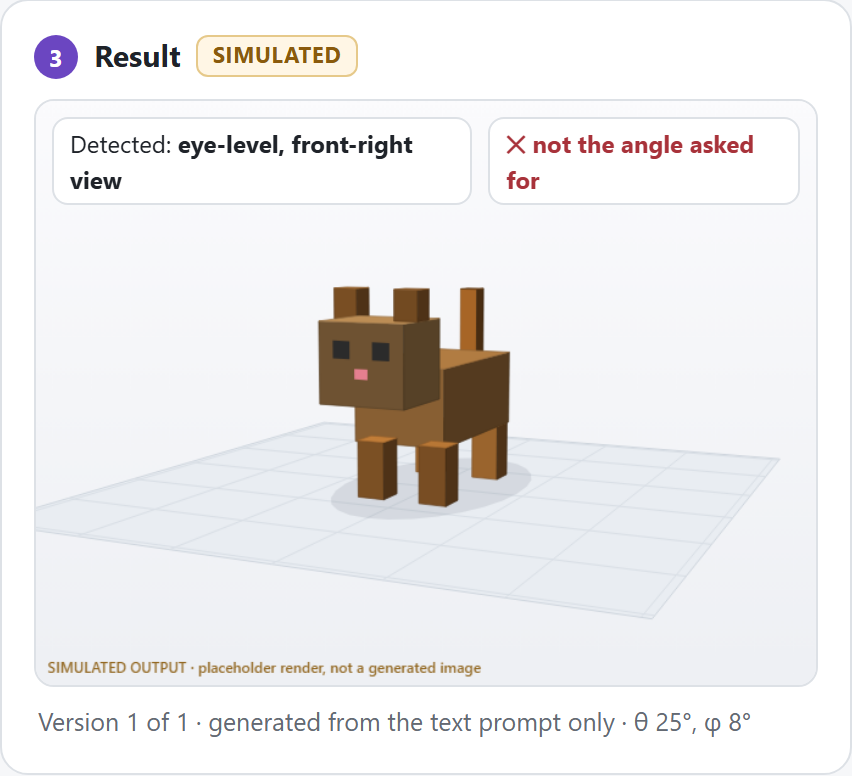 3 Result SIMULATED
Detected: eye-level, front-right
view
✕ not the angle asked
for
SIMULATED OUTPUT · placeholder render, not a generated image
Version 1 of 1 · generated from the text prompt only · θ 25°, φ 8°